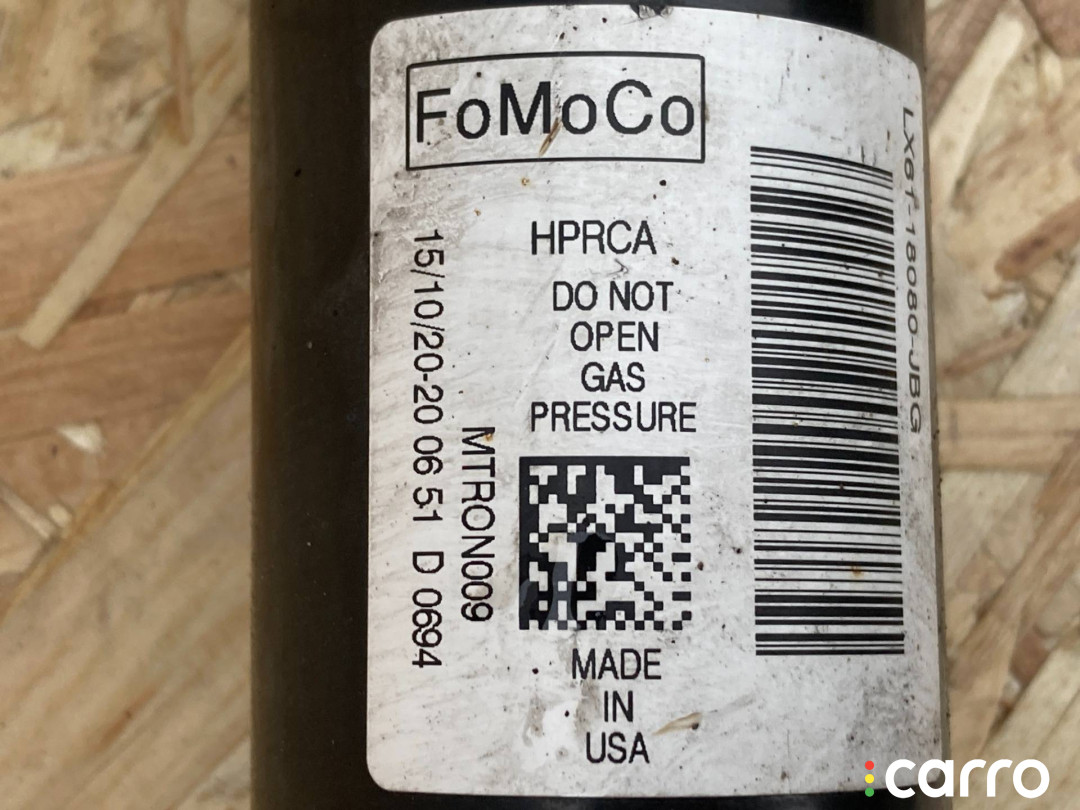 FoMoCo
HPRCA
DO NOT
OPEN
GAS
PRESSURE
MADE
IN
USA
15/10/20-20 06 51 D 0694
MTRON009
LX6T-18080-JBG
carro